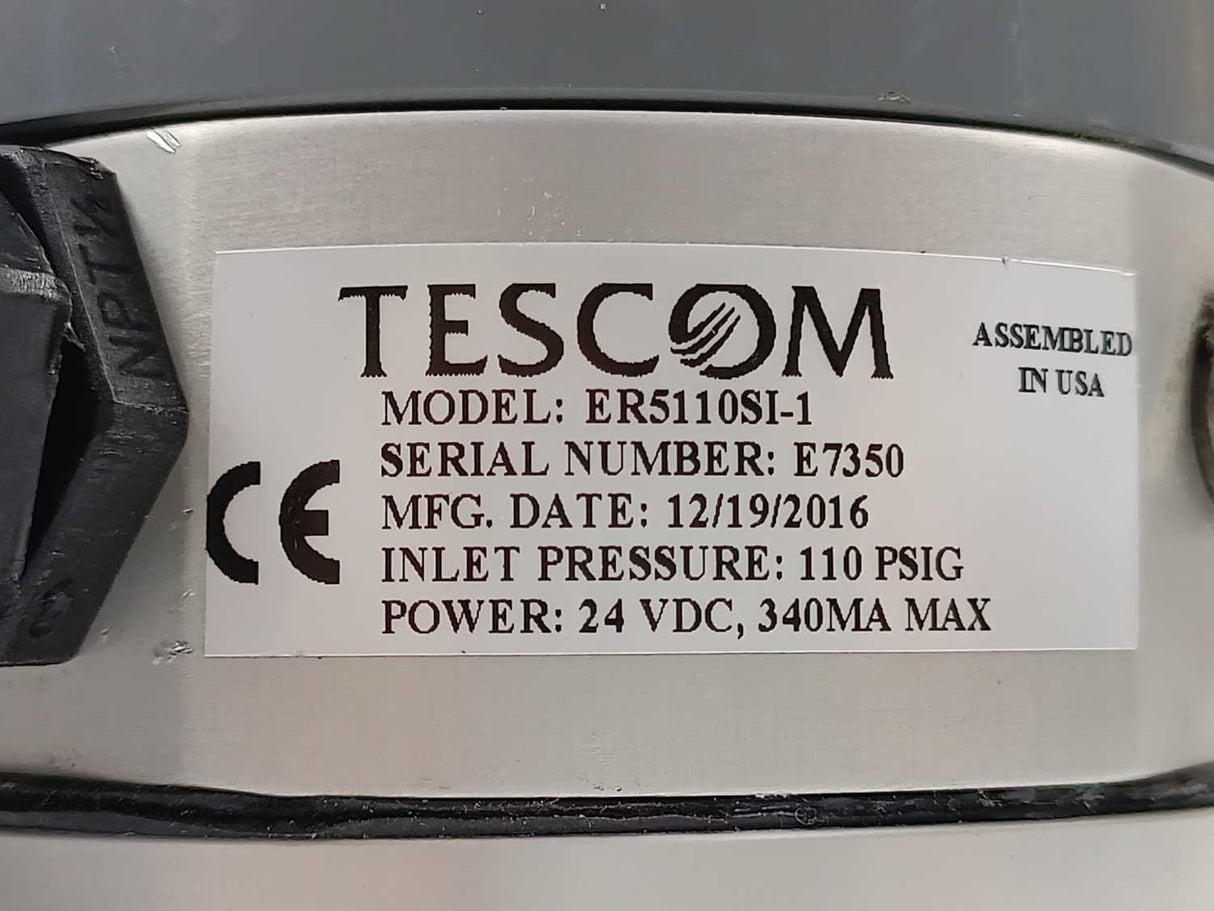 TESCOM
ASSEMBLED
IN USA
MODEL: ER5110SI-1
SERIAL NUMBER: E7350
MFG. DATE: 12/19/2016
INLET PRESSURE: 110 PSIG
POWER: 24 VDC, 340MA MAX
CE